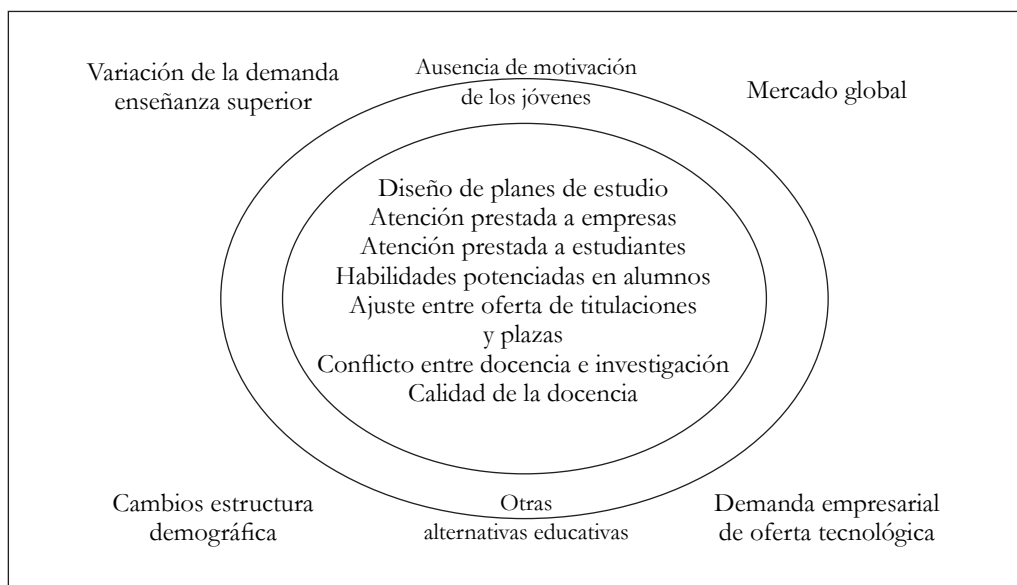 Variación de la demanda
enseñanza superior
Ausencia de motivación
de los jóvenes
Mercado global
Diseño de planes de estudio
Atención prestada a empresas
Atención prestada a estudiantes
Habilidades potenciadas en alumnos
Ajuste entre oferta de titulaciones
y plazas
Conflicto entre docencia e investigación
Calidad de la docencia
Cambios estructura
demográfica
Otras
alternativas educativas
Demanda empresarial
de oferta tecnológica